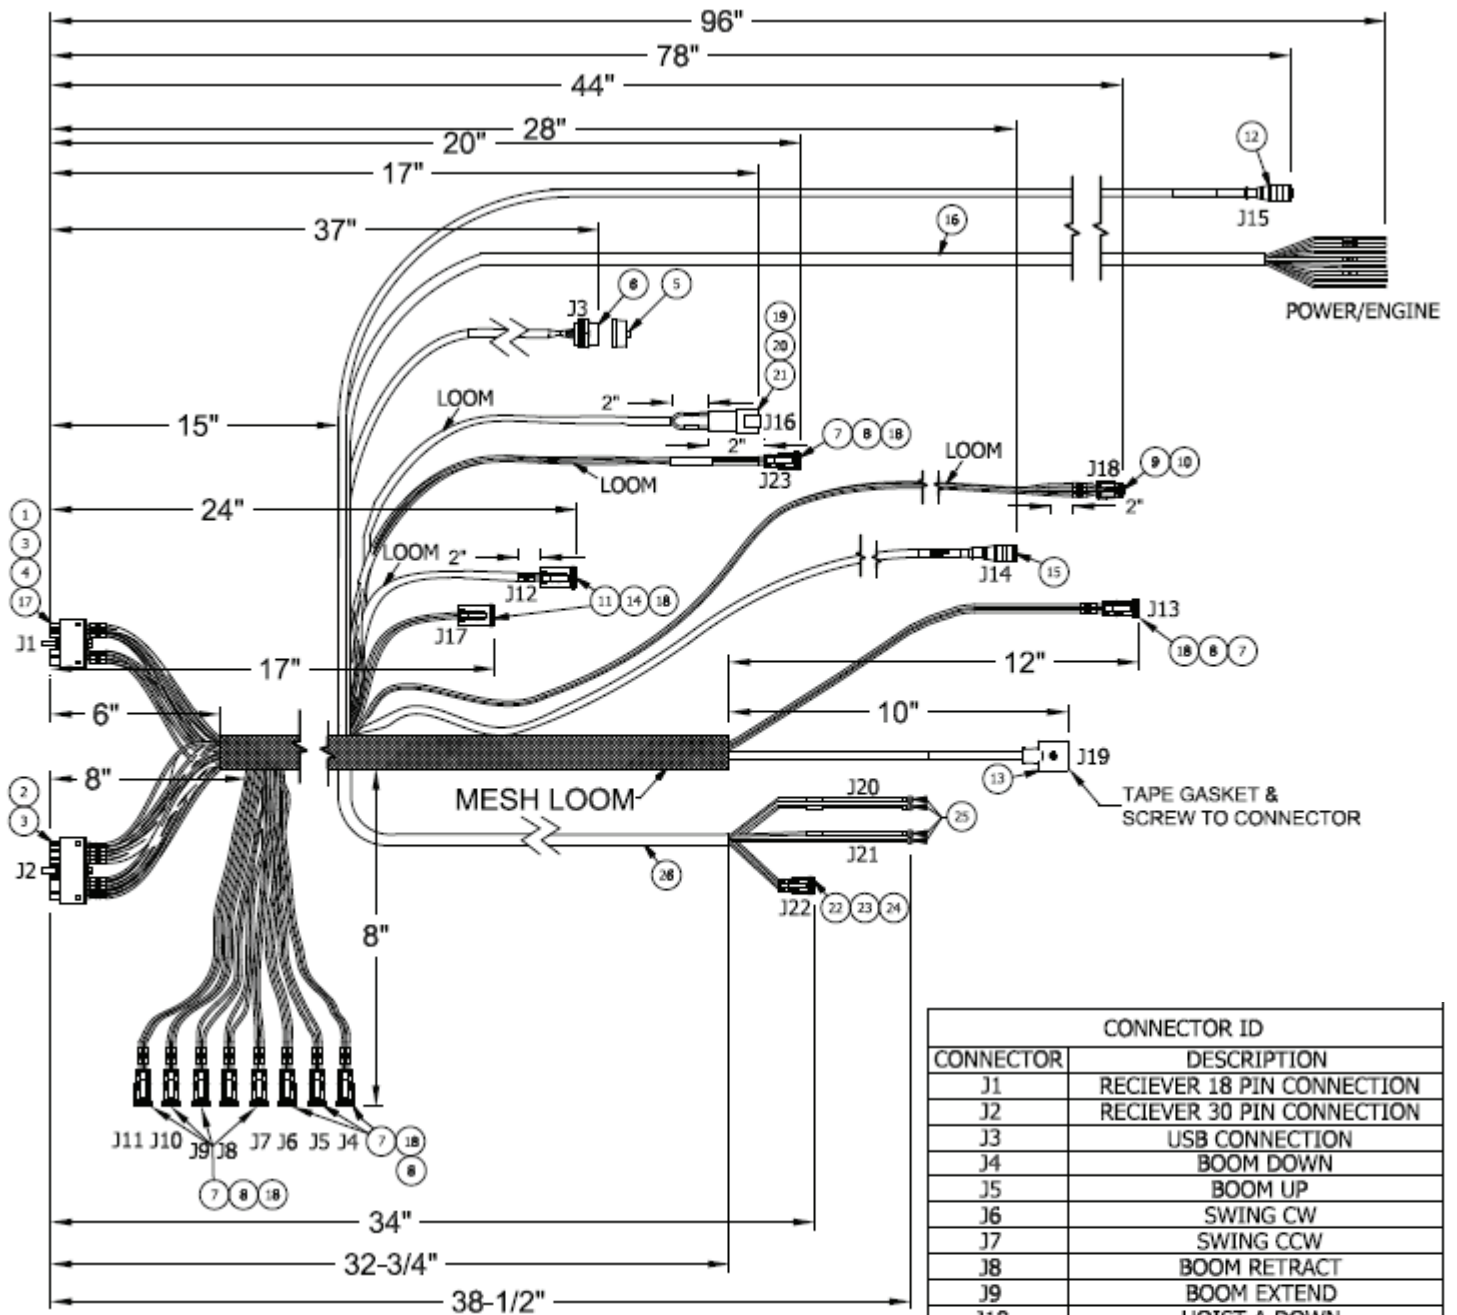 96"
78"
44"
28"
20"
17"
12
J15
37"
16
6
5
J3
POWER/ENGINE
19
20
21
LOOM
2"
J16
15"
7 8 18
2"
LOOM
J18
9 10
LOOM
J23
24"
2"
1
3
4
17
LOOM
2"
J12
J14
15
11 14 18
J13
J17
J1
17"
12"
18 8 7
6"
10"
J19
8"
13
2
3
MESH LOOM
J20
TAPE GASKET &
SCREW TO CONNECTOR
25
J21
J2
26
J22
22 23 24
8"
J11 J10 J9 J8 J7 J6 J5 J4
7 18
8
7 8 18
34"
32-3/4"
38-1/2"
CONNECTOR ID
CONNECTOR DESCRIPTION
J1 RECIEVER 18 PIN CONNECTION
J2 RECIEVER 30 PIN CONNECTION
J3 USB CONNECTION
J4 BOOM DOWN
J5 BOOM UP
J6 SWING CW
J7 SWING CCW
J8 BOOM RETRACT
J9 BOOM EXTEND
J10 HOIST A DOWN